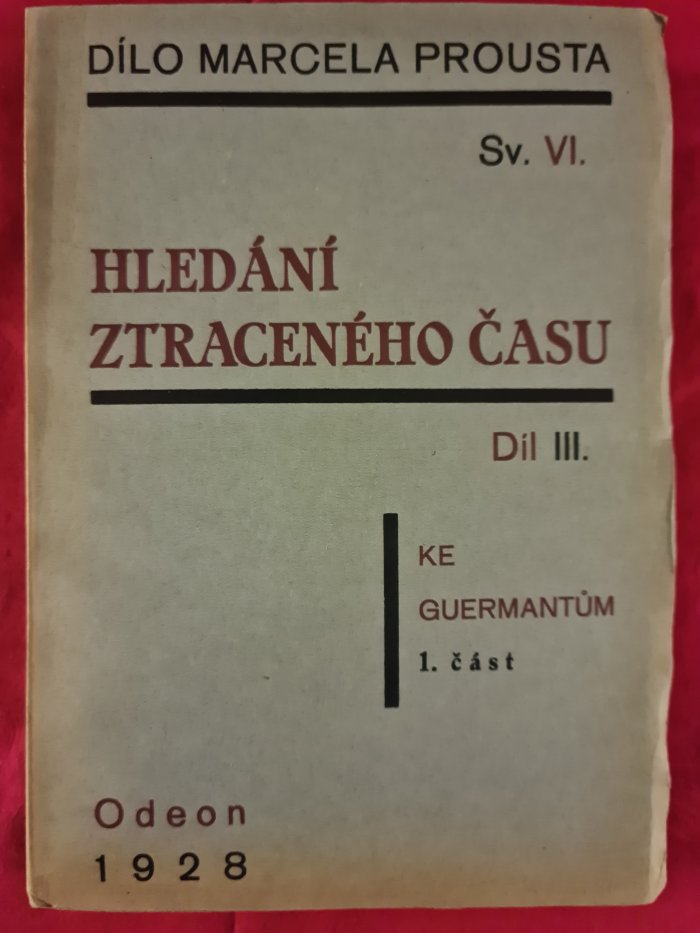 DÍLO MARCELA PROUSTA
Sv. VI.
HLEDÁNÍ
ZTRACENÉHO ČASU
Díl III.
KE
GUERMANTŮM
1. část
Odeon
1928